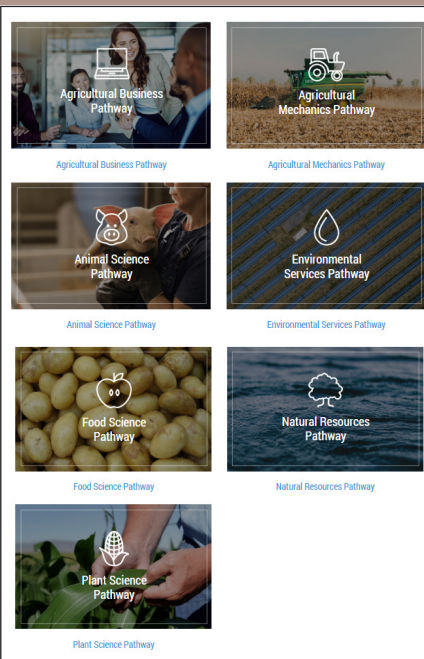 Agricultural Business
Pathway
Agricultural
Mechanics Pathway
Agricultural Business Pathway
Agricultural Mechanics Pathway
Animal Science
Pathway
Environmental
Services Pathway
Animal Science Pathway
Environmental Services Pathway
Food Science
Pathway
Natural Resources
Pathway
Food Science Pathway
Natural Resources Pathway
Plant Science
Pathway
Plant Science Pathway